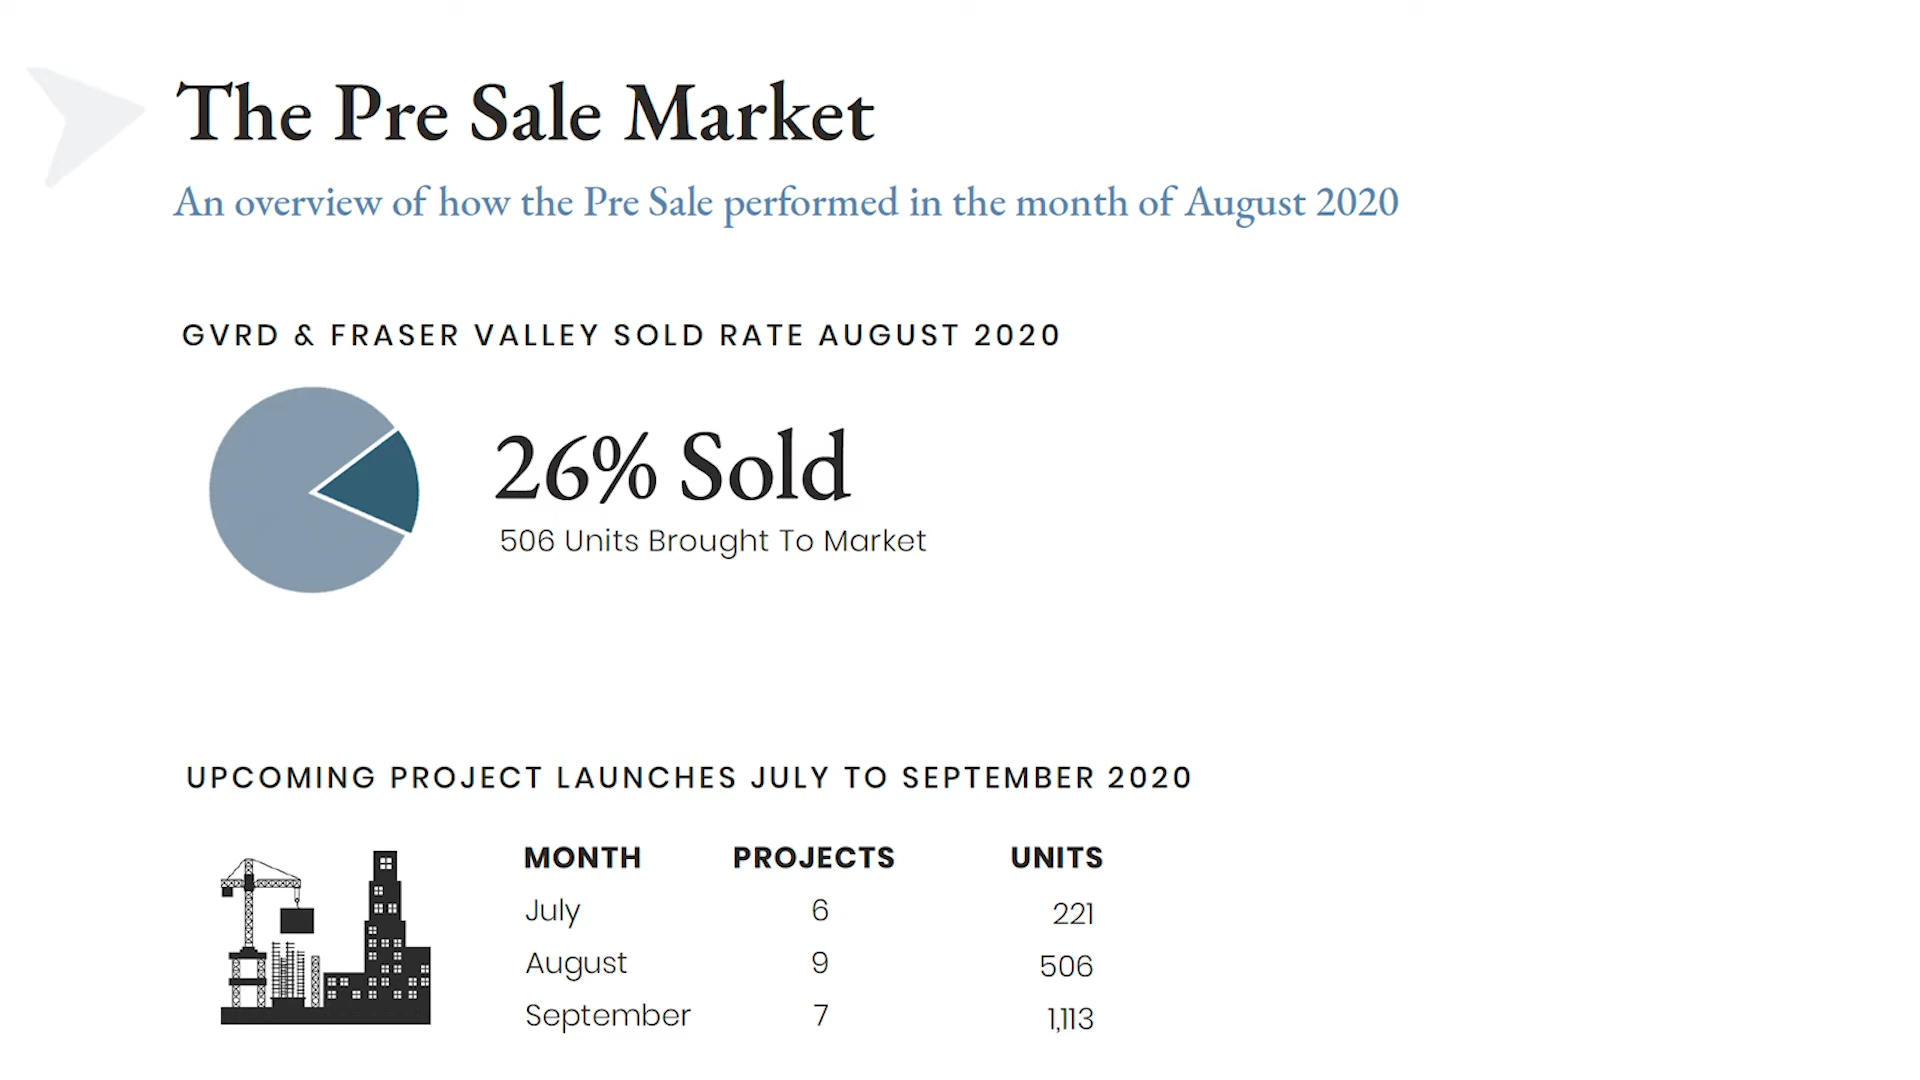 The Pre Sale Market
An overview of how the Pre Sale performed in the month of August 2020
GVRD & FRASER VALLEY SOLD RATE AUGUST 2020
26% Sold
506 Units Brought To Market
UPCOMING PROJECT LAUNCHES JULY TO SEPTEMBER 2020
MONTH PROJECTS UNITS
July 6 221
August 9 506
September 7 1,113